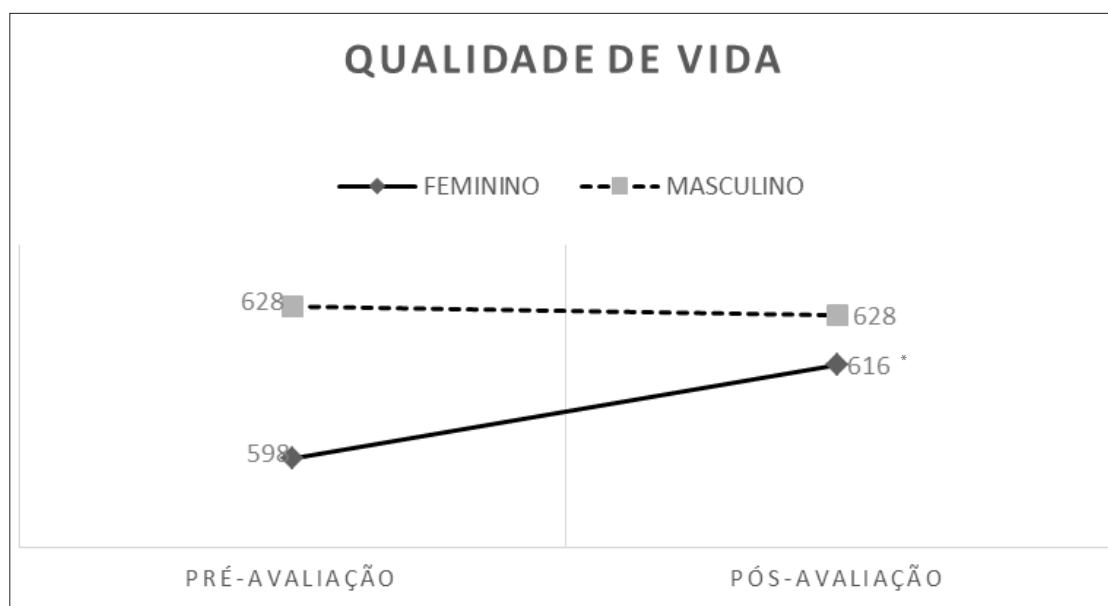 QUALIDADE DE VIDA
FEMININO MASCULINO
628
628
616 *
598
PRÉ-AVALIAÇÃO PÓS-AVALIAÇÃO